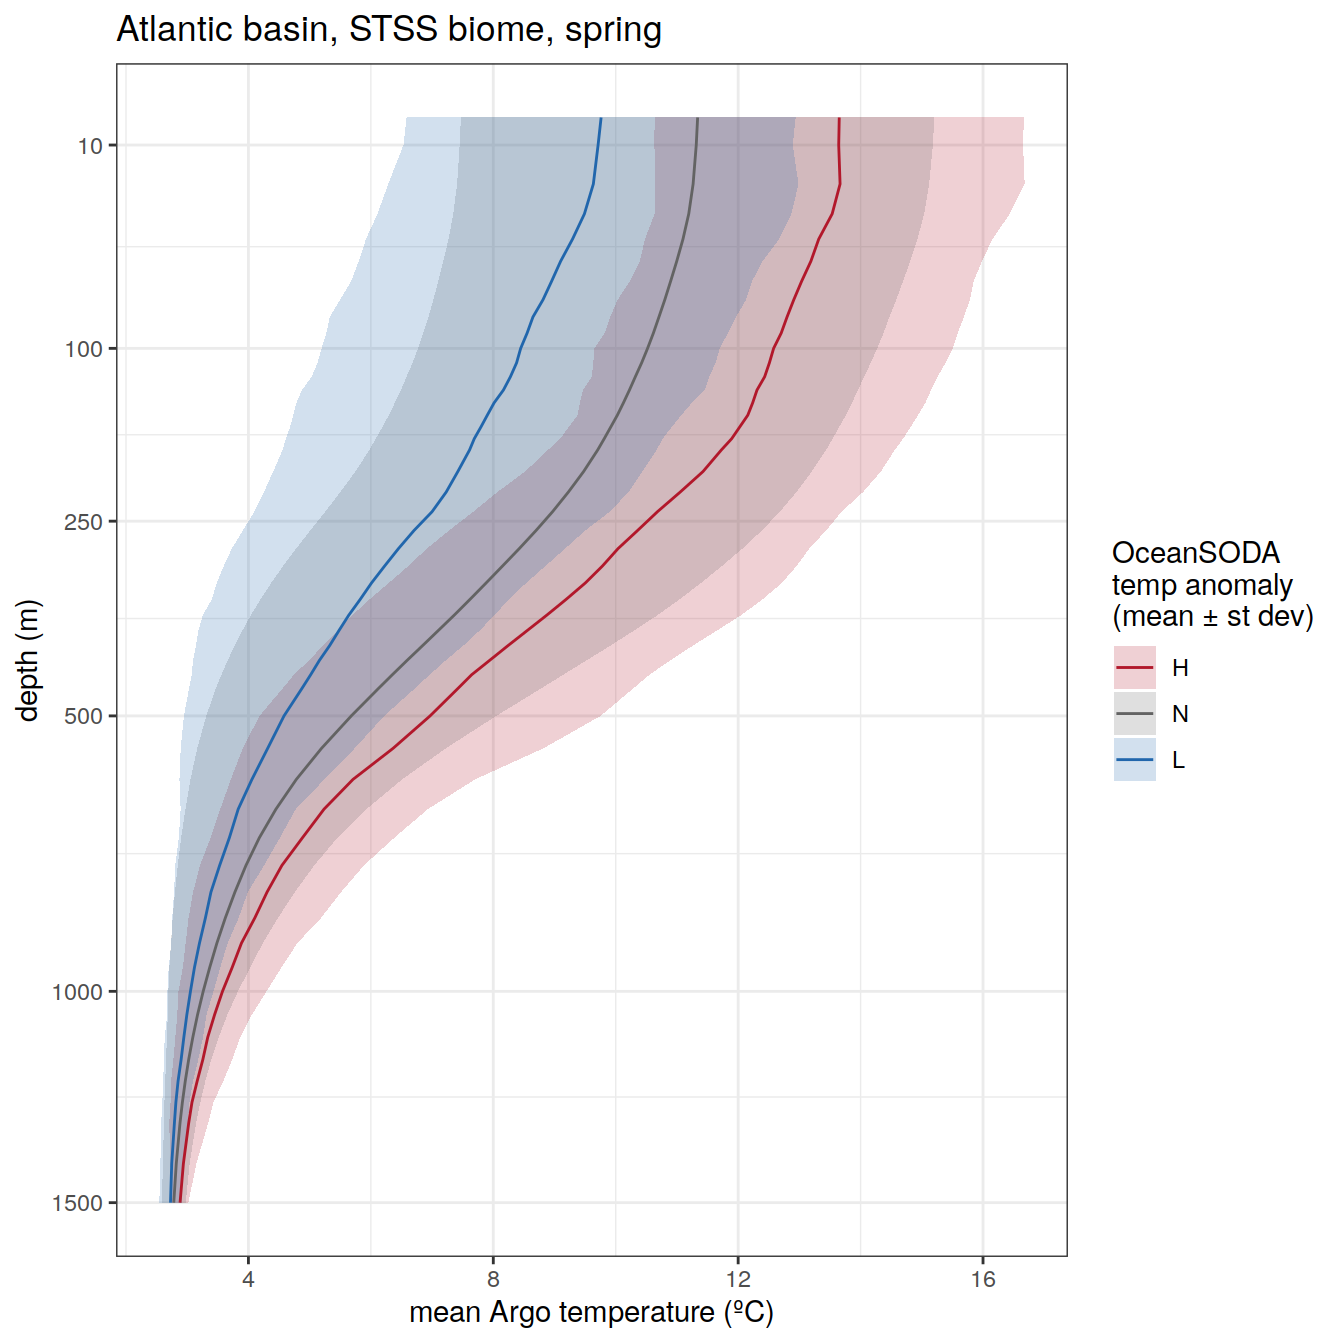 Atlantic basin, STSS biome, spring
10
100
250
500
1000
1500
depth (m)
4
8
12
16
mean Argo temperature (ºC)
OceanSODA
temp anomaly
(mean ± st dev)
H
N
L